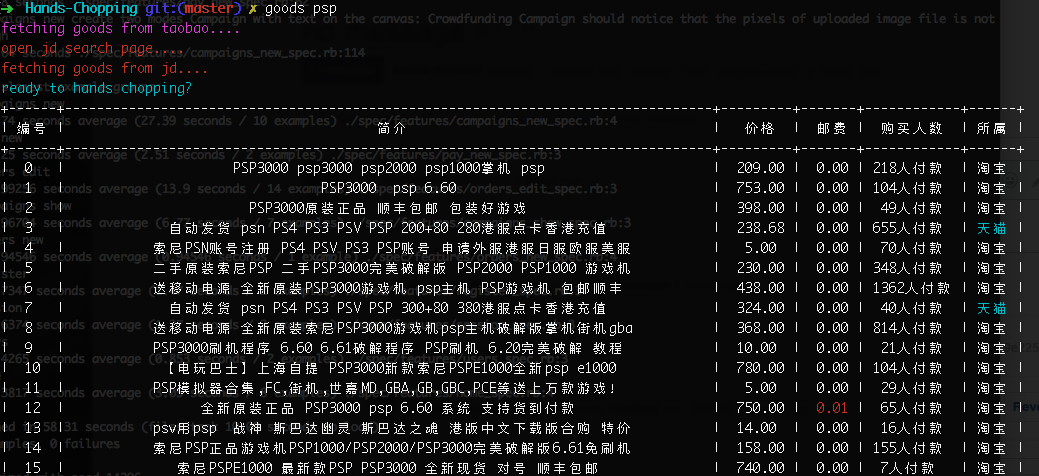 → Hands-Chopping git:(master) ✗ goods psp
fetching goods from taobao....
open jd search page.....
fetching goods from jd....
ready to hands chopping?
编号 简介 价格 邮费 购买人数 所属
0 PSP3000 psp3000 psp2000 psp1000掌机 psp 209.00 0.00 218人付款 淘宝
1 PSP3000 psp 6.60 753.00 0.00 104人付款 淘宝
2 PSP3000原装正品 顺丰包邮 包装好游戏 398.00 0.00 49人付款 淘宝
3 自动发货 psn PS4 PS3 PSV PSP 200+80 280港服点卡香港充值 238.68 0.00 655人付款 天猫
4 索尼PSN账号注册 PS4 PSV PS3 PSP账号 申请外服港服日服欧服美服 5.00 0.00 70人付款 淘宝
5 二手原装索尼PSP 二手PSP3000完美破解版 PSP2000 PSP1000 游戏机 230.00 0.00 348人付款 淘宝
6 送移动电源 全新原装PSP3000游戏机 psp主机 PSP游戏机 包邮顺丰 438.00 0.00 1362人付款 淘宝
7 自动发货 psn PS4 PS3 PSV PSP 300+80 380港服点卡香港充值 324.00 0.00 40人付款 天猫
8 送移动电源 全新原装索尼PSP3000游戏机psp主机破解版掌机街机gba 368.00 0.00 814人付款 淘宝
9 PSP3000刷机程序 6.60 6.61破解程序 PSP刷机 6.20完美破解 教程 10.00 0.00 21人付款 淘宝
10 【电玩巴士】上海自提 PSP3000新款索尼PSPE1000全新psp e1000 780.00 0.00 104人付款 淘宝
11 PSP模拟器合集,FC,街机,世嘉MD,GBA,GB,GBC,PCE等送上万款游戏! 5.00 0.00 29人付款 淘宝
12 全新原装正品 PSP3000 psp 6.60 系统 支持货到付款 750.00 0.01 65人付款 淘宝
13 psv用psp 战神 斯巴达幽灵 斯巴达之魂 港版中文下载版合购 特价 14.00 0.00 16人付款 淘宝
14 索尼PSP正品游戏机PSP1000/PSP2000/PSP3000完美破解版6.61免刷机 158.00 0.00 155人付款 淘宝
15 索尼PSPE1000 最新款PSP PSP3000 全新现货 对号 顺丰包邮 740.00 0.00 7人付款 淘宝